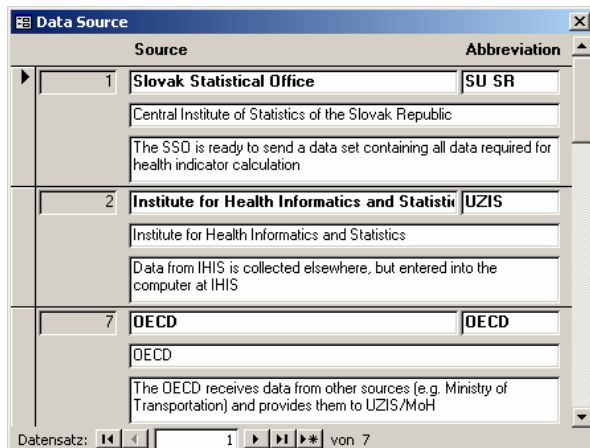 Data Source
Source Abbreviation
1 Slovak Statistical Office SU SR
Central Institute of Statistics of the Slovak Republic
The SSO is ready to send a data set containing all data required for
health indicator calculation
2 Institute for Health Informatics and Statistic UZIS
Institute for Health Informatics and Statistics
Data from IHIS is collected elsewhere, but entered into the
computer at IHIS
7 OECD OECD
OECD
The OECD receives data from other sources (e.g. Ministry of
Transportation) and provides them to UZIS/MoH
Datensatz: 1 von 7